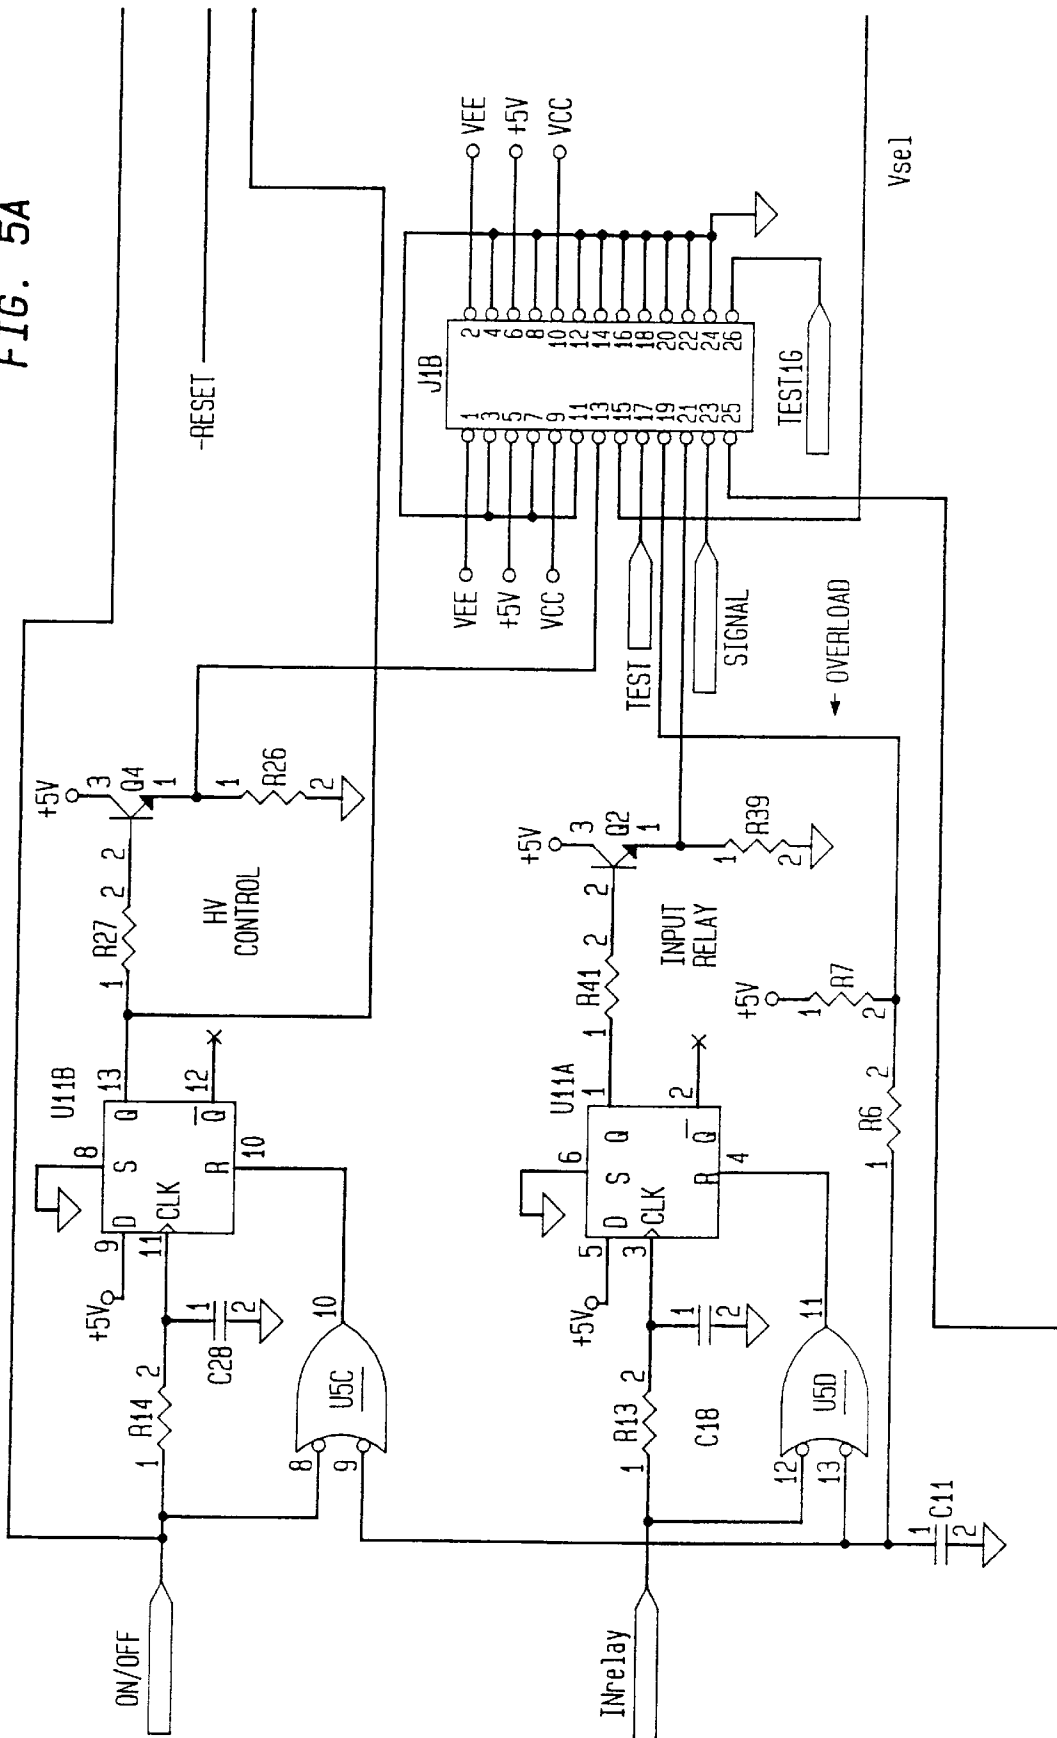 FIG. 5A
-RESET
J1B
VEE
+5V
VCC
2
4
6
8
10
12
14
16
18
20
22
24
26
1
3
5
7
9
11
13
15
17
19
21
23
25
VEE
+5V
VCC
TEST
SIGNAL
TEST1G
Vsel
← OVERLOAD
ON/OFF
1
R14
2
C28
1
2
+5V
9
11
D
CLK
S
R
Q
Q
8
10
U11B
13
12
1
R27
2
2
+5V
3
Q4
1
1
R26
2
HV
CONTROL
8
9
U5C
10
INrelay
1
R13
2
C18
1
2
+5V
5
3
D
CLK
S
R
Q
Q
6
4
U11A
1
2
1
R41
2
2
+5V
3
Q2
1
1
R39
2
INPUT
RELAY
12
13
U5D
11
+5V
1
R7
2
1
R6
2
1
C11
2